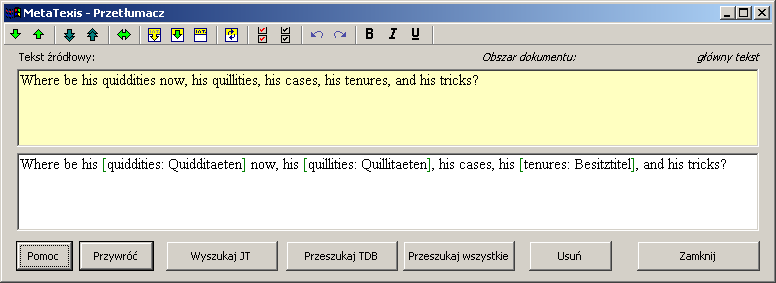 MetaTexis - Przetłumacz
B I U
Tekst źródłowy: Obszar dokumentu: główny tekst
Where be his quiddities now, his quillities, his cases, his tenures, and his tricks?
Where be his [quiddities: Quidditaeten] now, his [quillities: Quillitaeten], his cases, his [tenures: Besitztitel], and his tricks?
Pomoc Przywróć Wyszukaj JT Przeszukaj TDB Przeszukaj wszystkie Usuń Zamknij